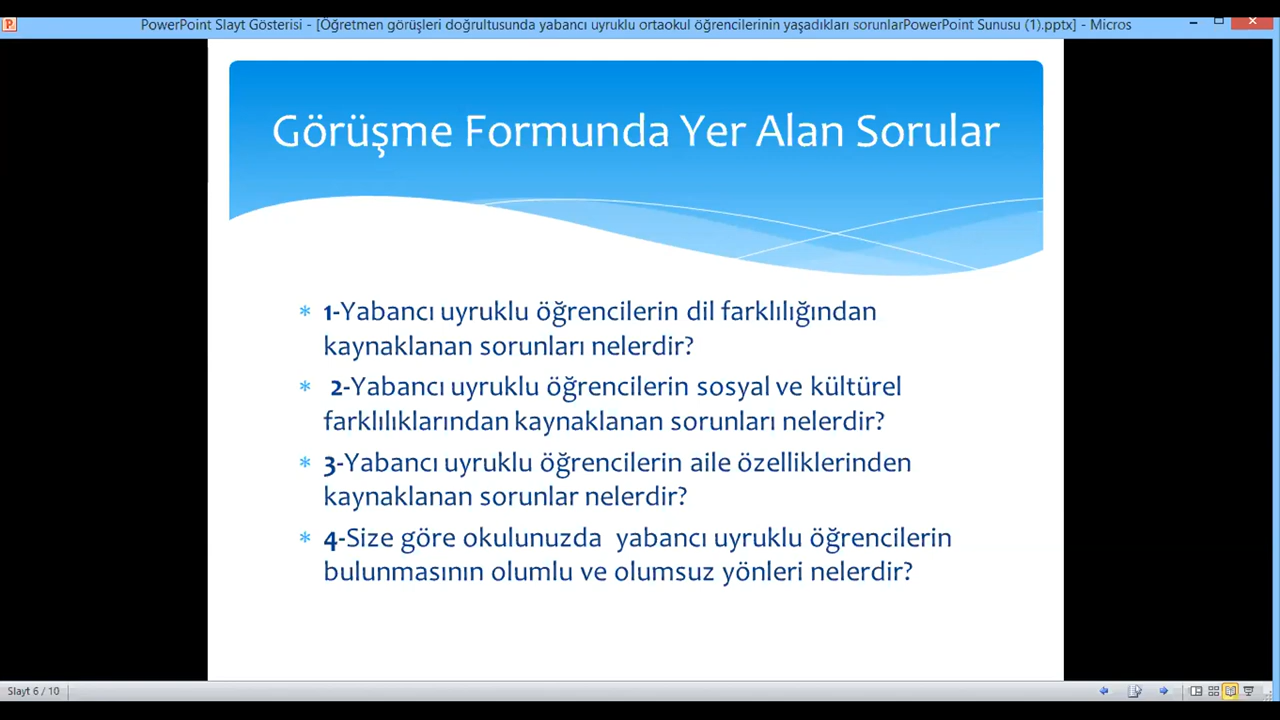 PowerPoint Slayt Gösterisi - [Öğretmen görüşleri doğrultusunda yabancı uyruklu ortaokul öğrencilerinin yaşadıkları sorunlarPowerPoint Sunusu (1).pptx] - Micros
Görüşme Formunda Yer Alan Sorular
* 1-Yabancı uyruklu öğrencilerin dil farklılığından
kaynaklanan sorunları nelerdir?
* 2-Yabancı uyruklu öğrencilerin sosyal ve kültürel
farklılıklarından kaynaklanan sorunları nelerdir?
* 3-Yabancı uyruklu öğrencilerin aile özelliklerinden
kaynaklanan sorunlar nelerdir?
* 4-Size göre okulunuzda yabancı uyruklu öğrencilerin
bulunmasının olumlu ve olumsuz yönleri nelerdir?
Slayt 6 / 10